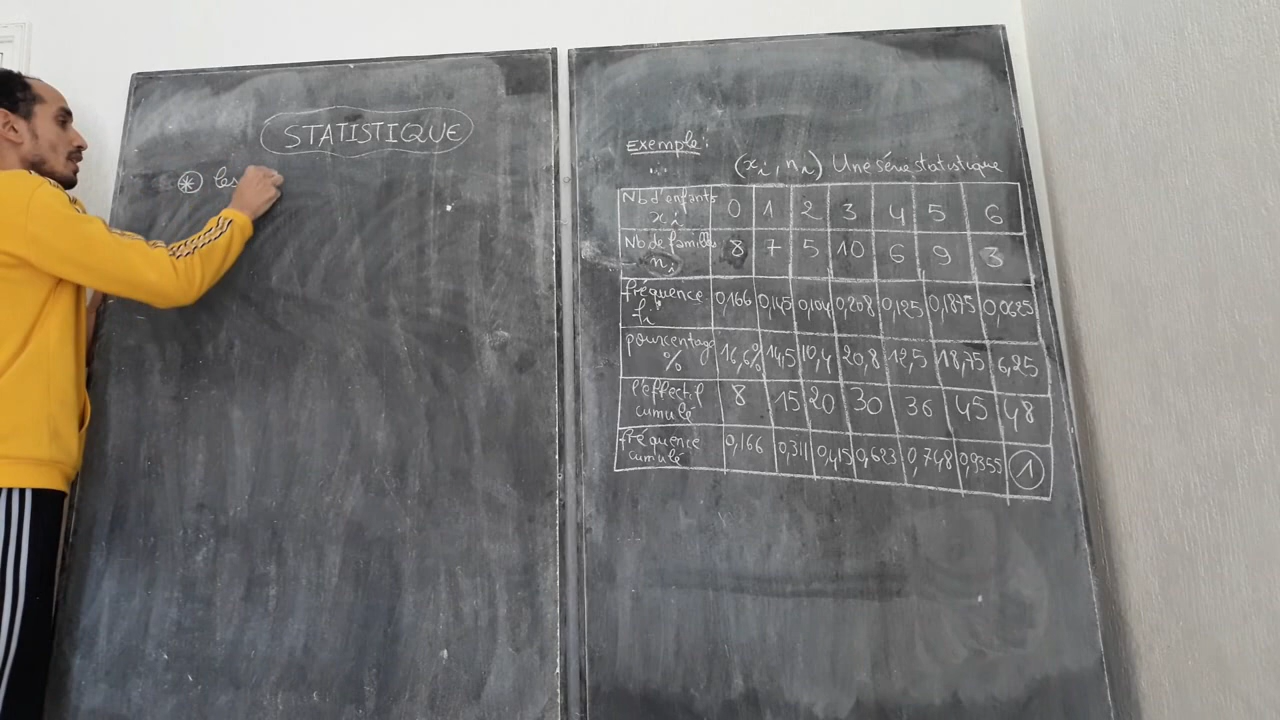 STATISTIQUE
⊛ les
Exemple:
(xi, ni) Une série statistique
Nb d'enfants xi 0 1 2 3 4 5 6
Nb de famille ni 8 7 5 10 6 9 3
fréquence fi 0,166 0,145 0,104 0,208 0,125 0,1875 0,0625
pourcentage % 16,6% 14,5 10,4 20,8 12,5 18,75 6,25
l'effectif cumulé 8 15 20 30 36 45 48
fréquence cumulé 0,166 0,311 0,415 0,623 0,748 0,9355 1